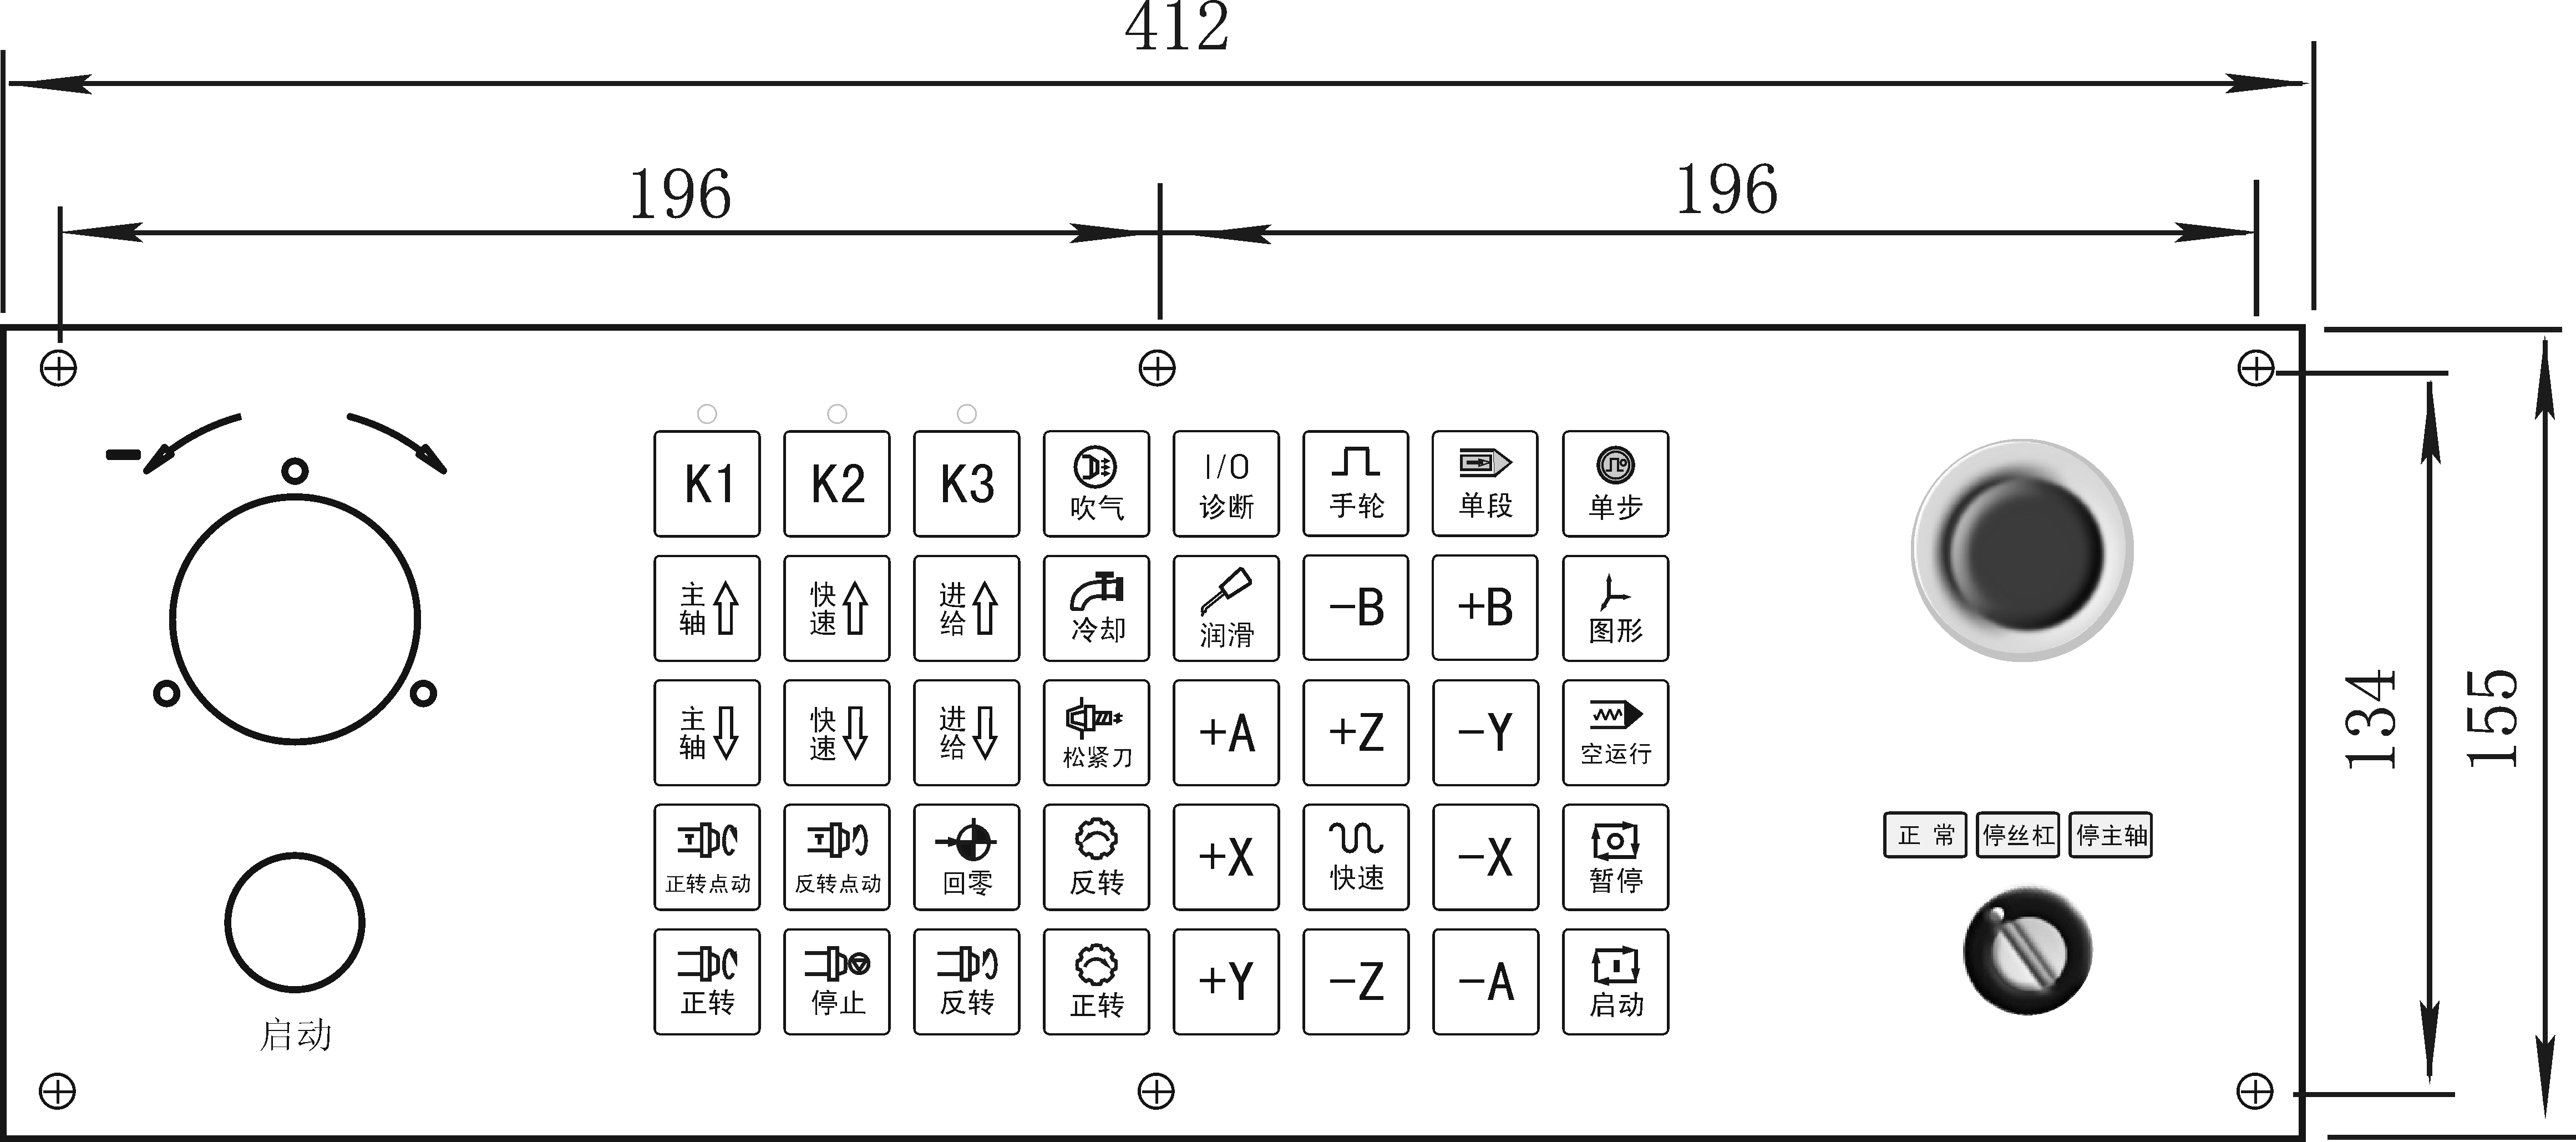 412
196
196
K1
K2
K3
吹气
I/O
诊断
手轮
单段
单步
主轴
快速
进给
冷却
润滑
-B
+B
图形
主轴
快速
进给
松紧刀
+A
+Z
-Y
空运行
134
155
正转点动
反转点动
回零
反转
+X
快速
-X
暂停
正 常
停丝杠
停主轴
正转
停止
反转
正转
+Y
-Z
-A
启动
启动